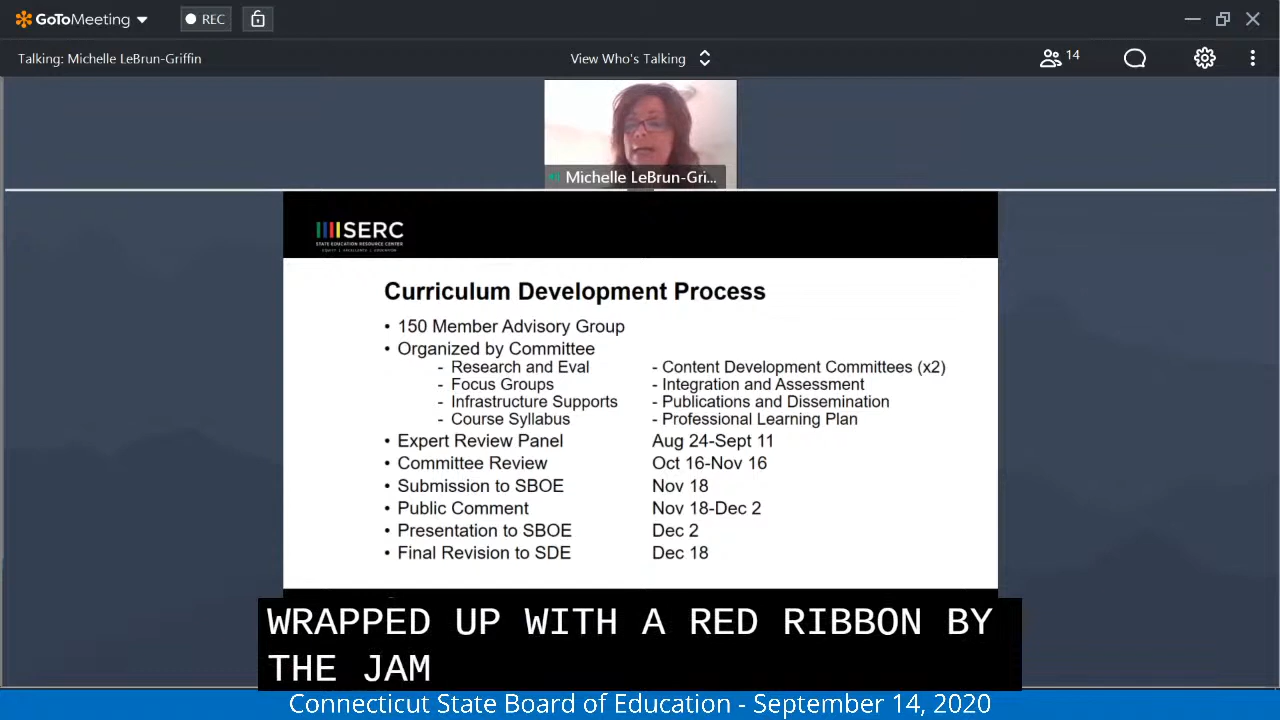 GoToMeeting
REC
Talking: Michelle LeBrun-Griffin
View Who's Talking
14
Michelle LeBrun-Gri...
SERC
STATE EDUCATION RESOURCE CENTER
EQUITY | EXCELLENCE | EDUCATION
Curriculum Development Process
• 150 Member Advisory Group
• Organized by Committee
- Research and Eval - Content Development Committees (x2)
- Focus Groups - Integration and Assessment
- Infrastructure Supports - Publications and Dissemination
- Course Syllabus - Professional Learning Plan
• Expert Review Panel Aug 24-Sept 11
• Committee Review Oct 16-Nov 16
• Submission to SBOE Nov 18
• Public Comment Nov 18-Dec 2
• Presentation to SBOE Dec 2
• Final Revision to SDE Dec 18
WRAPPED UP WITH A RED RIBBON BY
THE JAM
Connecticut State Board of Education - September 14, 2020